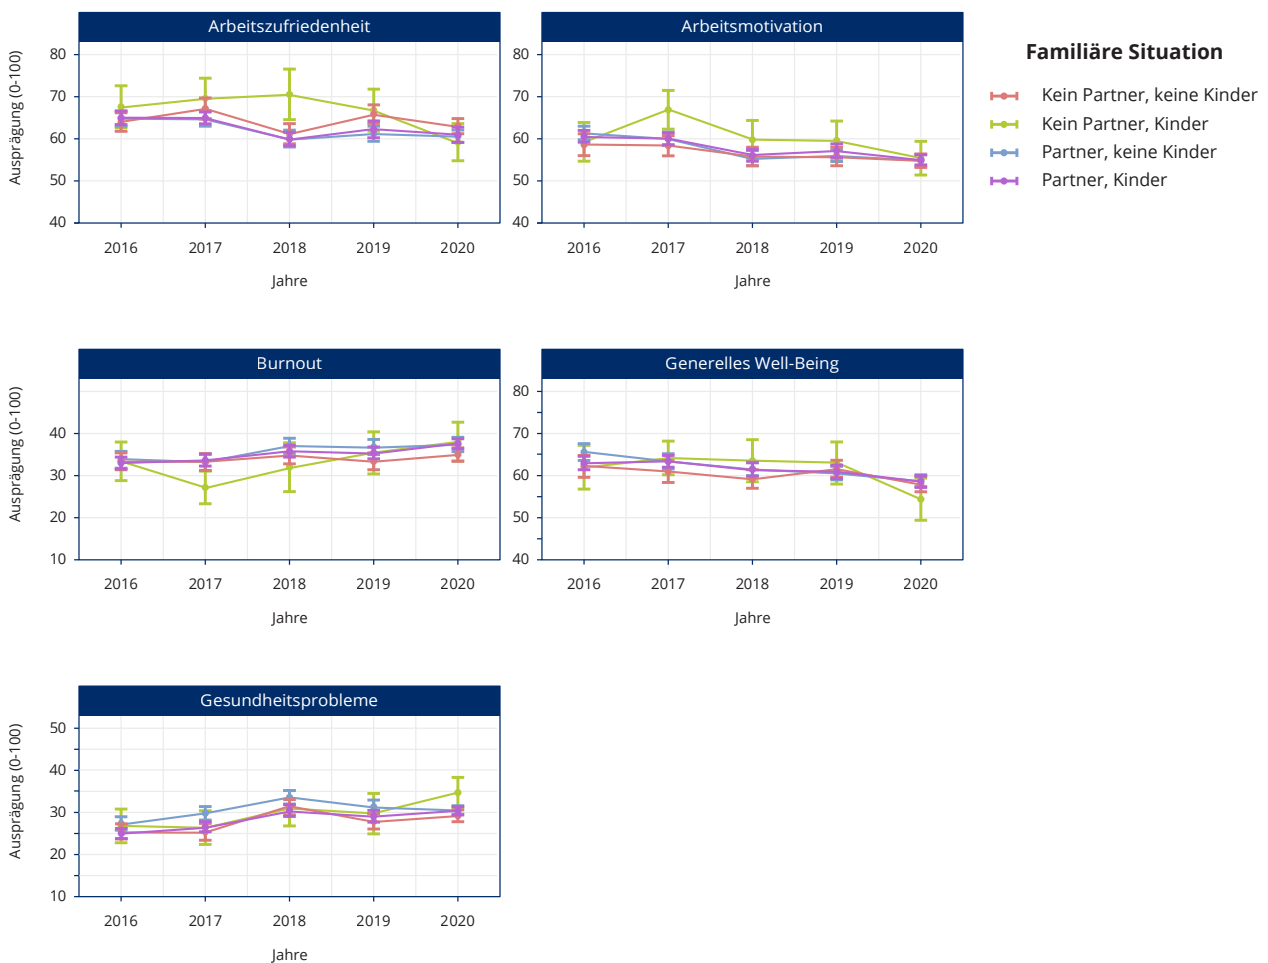 Arbeitszufriedenheit
Ausprägung (0-100)
80
70
60
50
40
2016 2017 2018 2019 2020
Jahre
Arbeitsmotivation
80
70
60
50
40
2016 2017 2018 2019 2020
Jahre
Familiäre Situation
Kein Partner, keine Kinder
Kein Partner, Kinder
Partner, keine Kinder
Partner, Kinder
Burnout
Ausprägung (0-100)
40
30
20
10
2016 2017 2018 2019 2020
Jahre
Generelles Well-Being
80
70
60
50
40
2016 2017 2018 2019 2020
Jahre
Gesundheitsprobleme
Ausprägung (0-100)
50
40
30
20
10
2016 2017 2018 2019 2020
Jahre